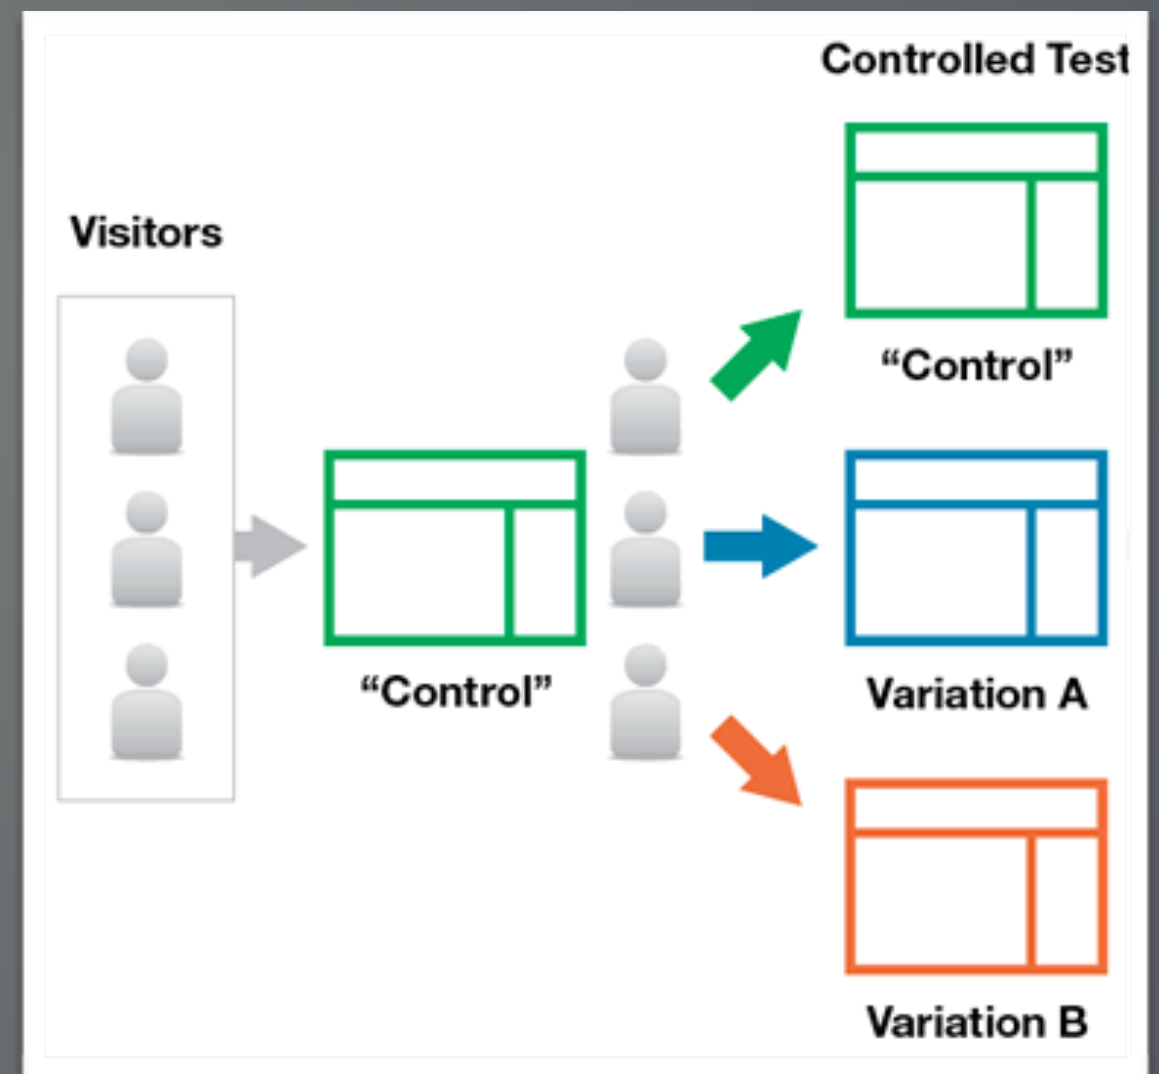 Controlled Test
Visitors
“Control”
“Control”
Variation A
Variation B